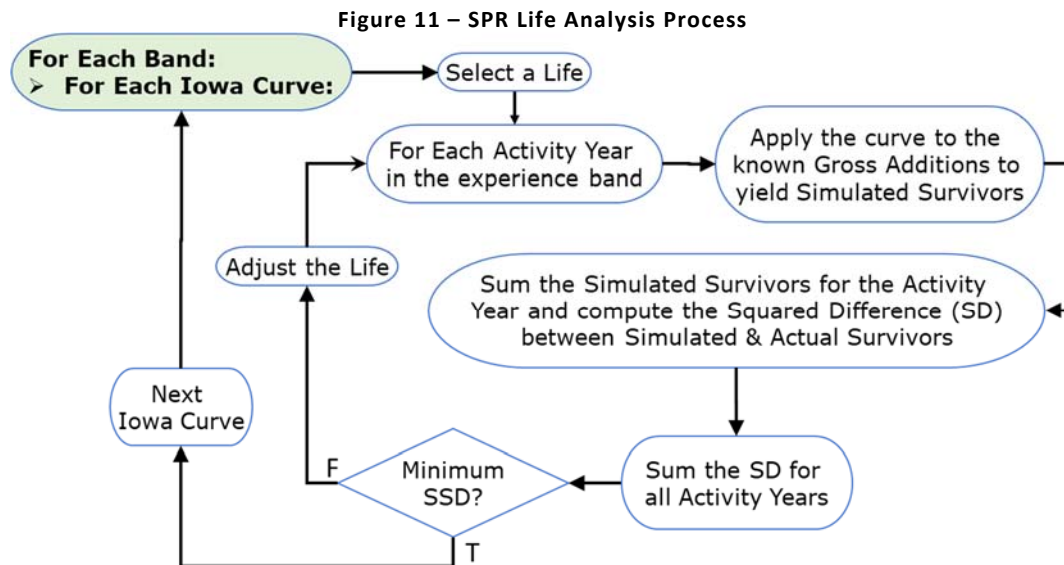 Figure 11 – SPR Life Analysis Process
For Each Band:
➢ For Each Iowa Curve:
Select a Life
For Each Activity Year
in the experience band
Apply the curve to the
known Gross Additions to
yield Simulated Survivors
Adjust the Life
Sum the Simulated Survivors for the Activity
Year and compute the Squared Difference (SD)
between Simulated & Actual Survivors
Next
Iowa Curve
F
Minimum
SSD?
Sum the SD for
all Activity Years
T